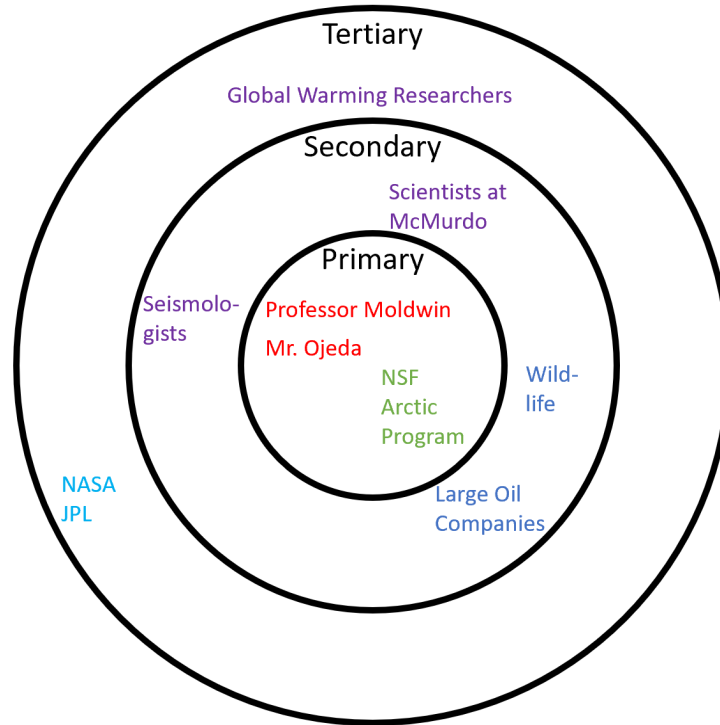 Tertiary
Global Warming Researchers
Secondary
Scientists at
McMurdo
Primary
Seismolo-
gists
Professor Moldwin
Mr. Ojeda
NSF
Arctic
Program
Wild-
life
NASA
JPL
Large Oil
Companies